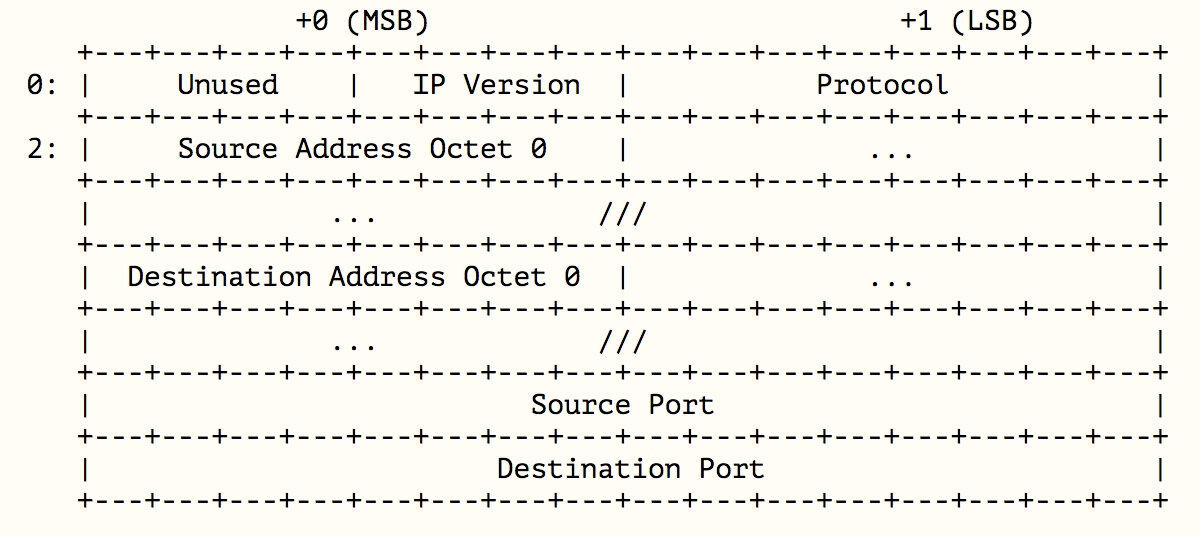 +0 (MSB) +1 (LSB)
+---+---+---+---+---+---+---+---+---+---+---+---+---+---+---+---+
0: | Unused | IP Version | Protocol |
+---+---+---+---+---+---+---+---+---+---+---+---+---+---+---+---+
2: | Source Address Octet 0 | ... |
+---+---+---+---+---+---+---+---+---+---+---+---+---+---+---+---+
| ... /// |
+---+---+---+---+---+---+---+---+---+---+---+---+---+---+---+---+
| Destination Address Octet 0 | ... |
+---+---+---+---+---+---+---+---+---+---+---+---+---+---+---+---+
| ... /// |
+---+---+---+---+---+---+---+---+---+---+---+---+---+---+---+---+
| Source Port |
+---+---+---+---+---+---+---+---+---+---+---+---+---+---+---+---+
| Destination Port |
+---+---+---+---+---+---+---+---+---+---+---+---+---+---+---+---+